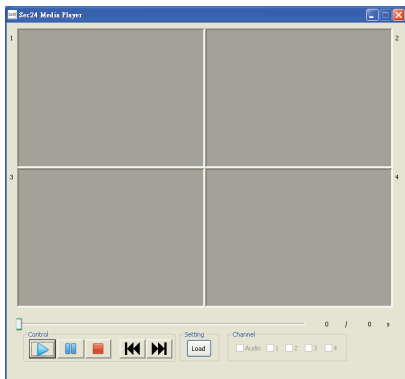 Sec24 Media Player
1
2
3
4
0 / 0 s
Control
Setting
Channel
Load
Audio 1 2 3 4